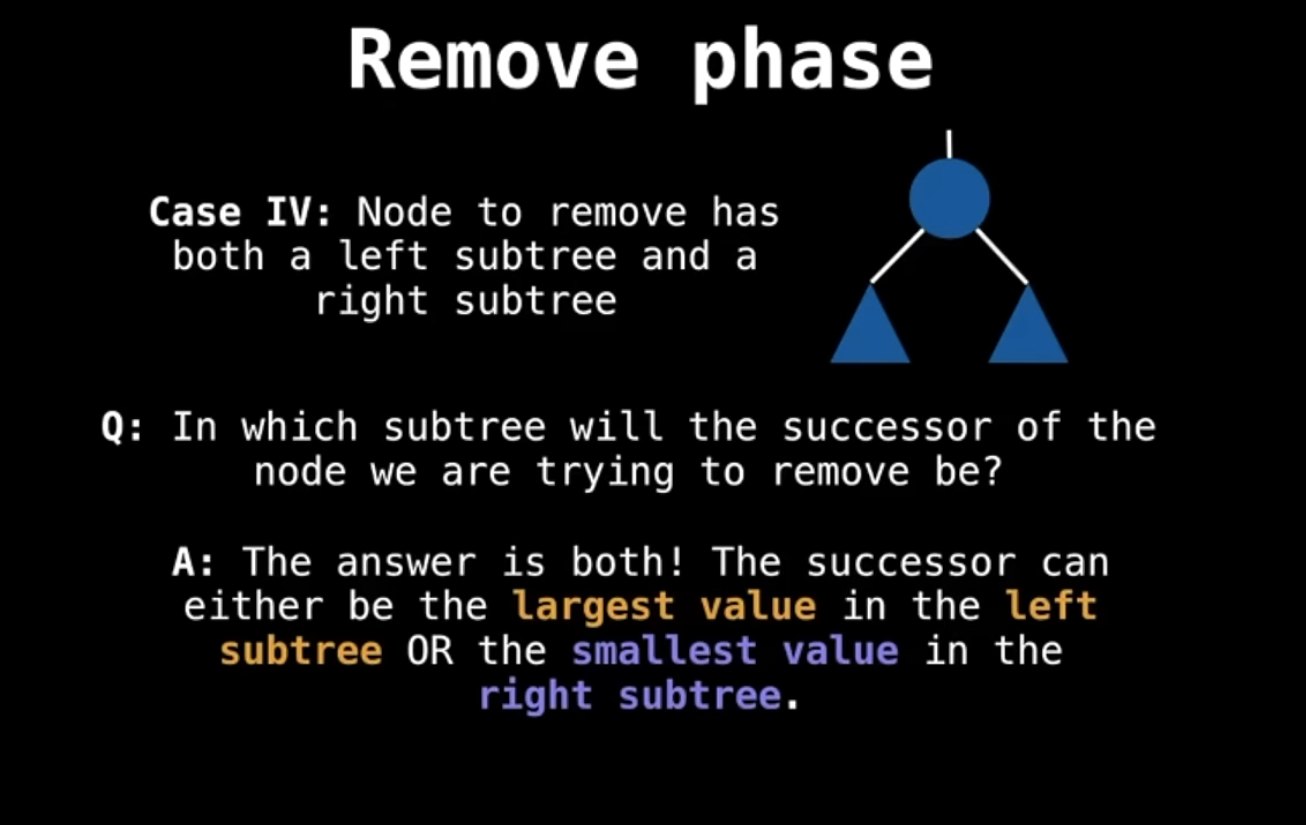 Remove phase
Case IV: Node to remove has
both a left subtree and a
right subtree
Q: In which subtree will the successor of the
node we are trying to remove be?
A: The answer is both! The successor can
either be the largest value in the left
subtree OR the smallest value in the
right subtree.